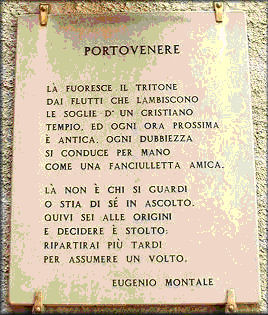 PORTOVENERE
LÀ FUORESCE IL TRITONE
DAI FLUTTI CHE LAMBISCONO
LE SOGLIE D' UN CRISTIANO
TEMPIO, ED OGNI ORA PROSSIMA
È ANTICA. OGNI DUBBIEZZA
SI CONDUCE PER MANO
COME UNA FANCIULLETTA AMICA.
LÀ NON È CHI SI GUARDI
O STIA DI SÉ IN ASCOLTO.
QUIVI SEI ALLE ORIGINI
E DECIDERE È STOLTO:
RIPARTIRAI PIÙ TARDI
PER ASSUMERE UN VOLTO.
EUGENIO MONTALE